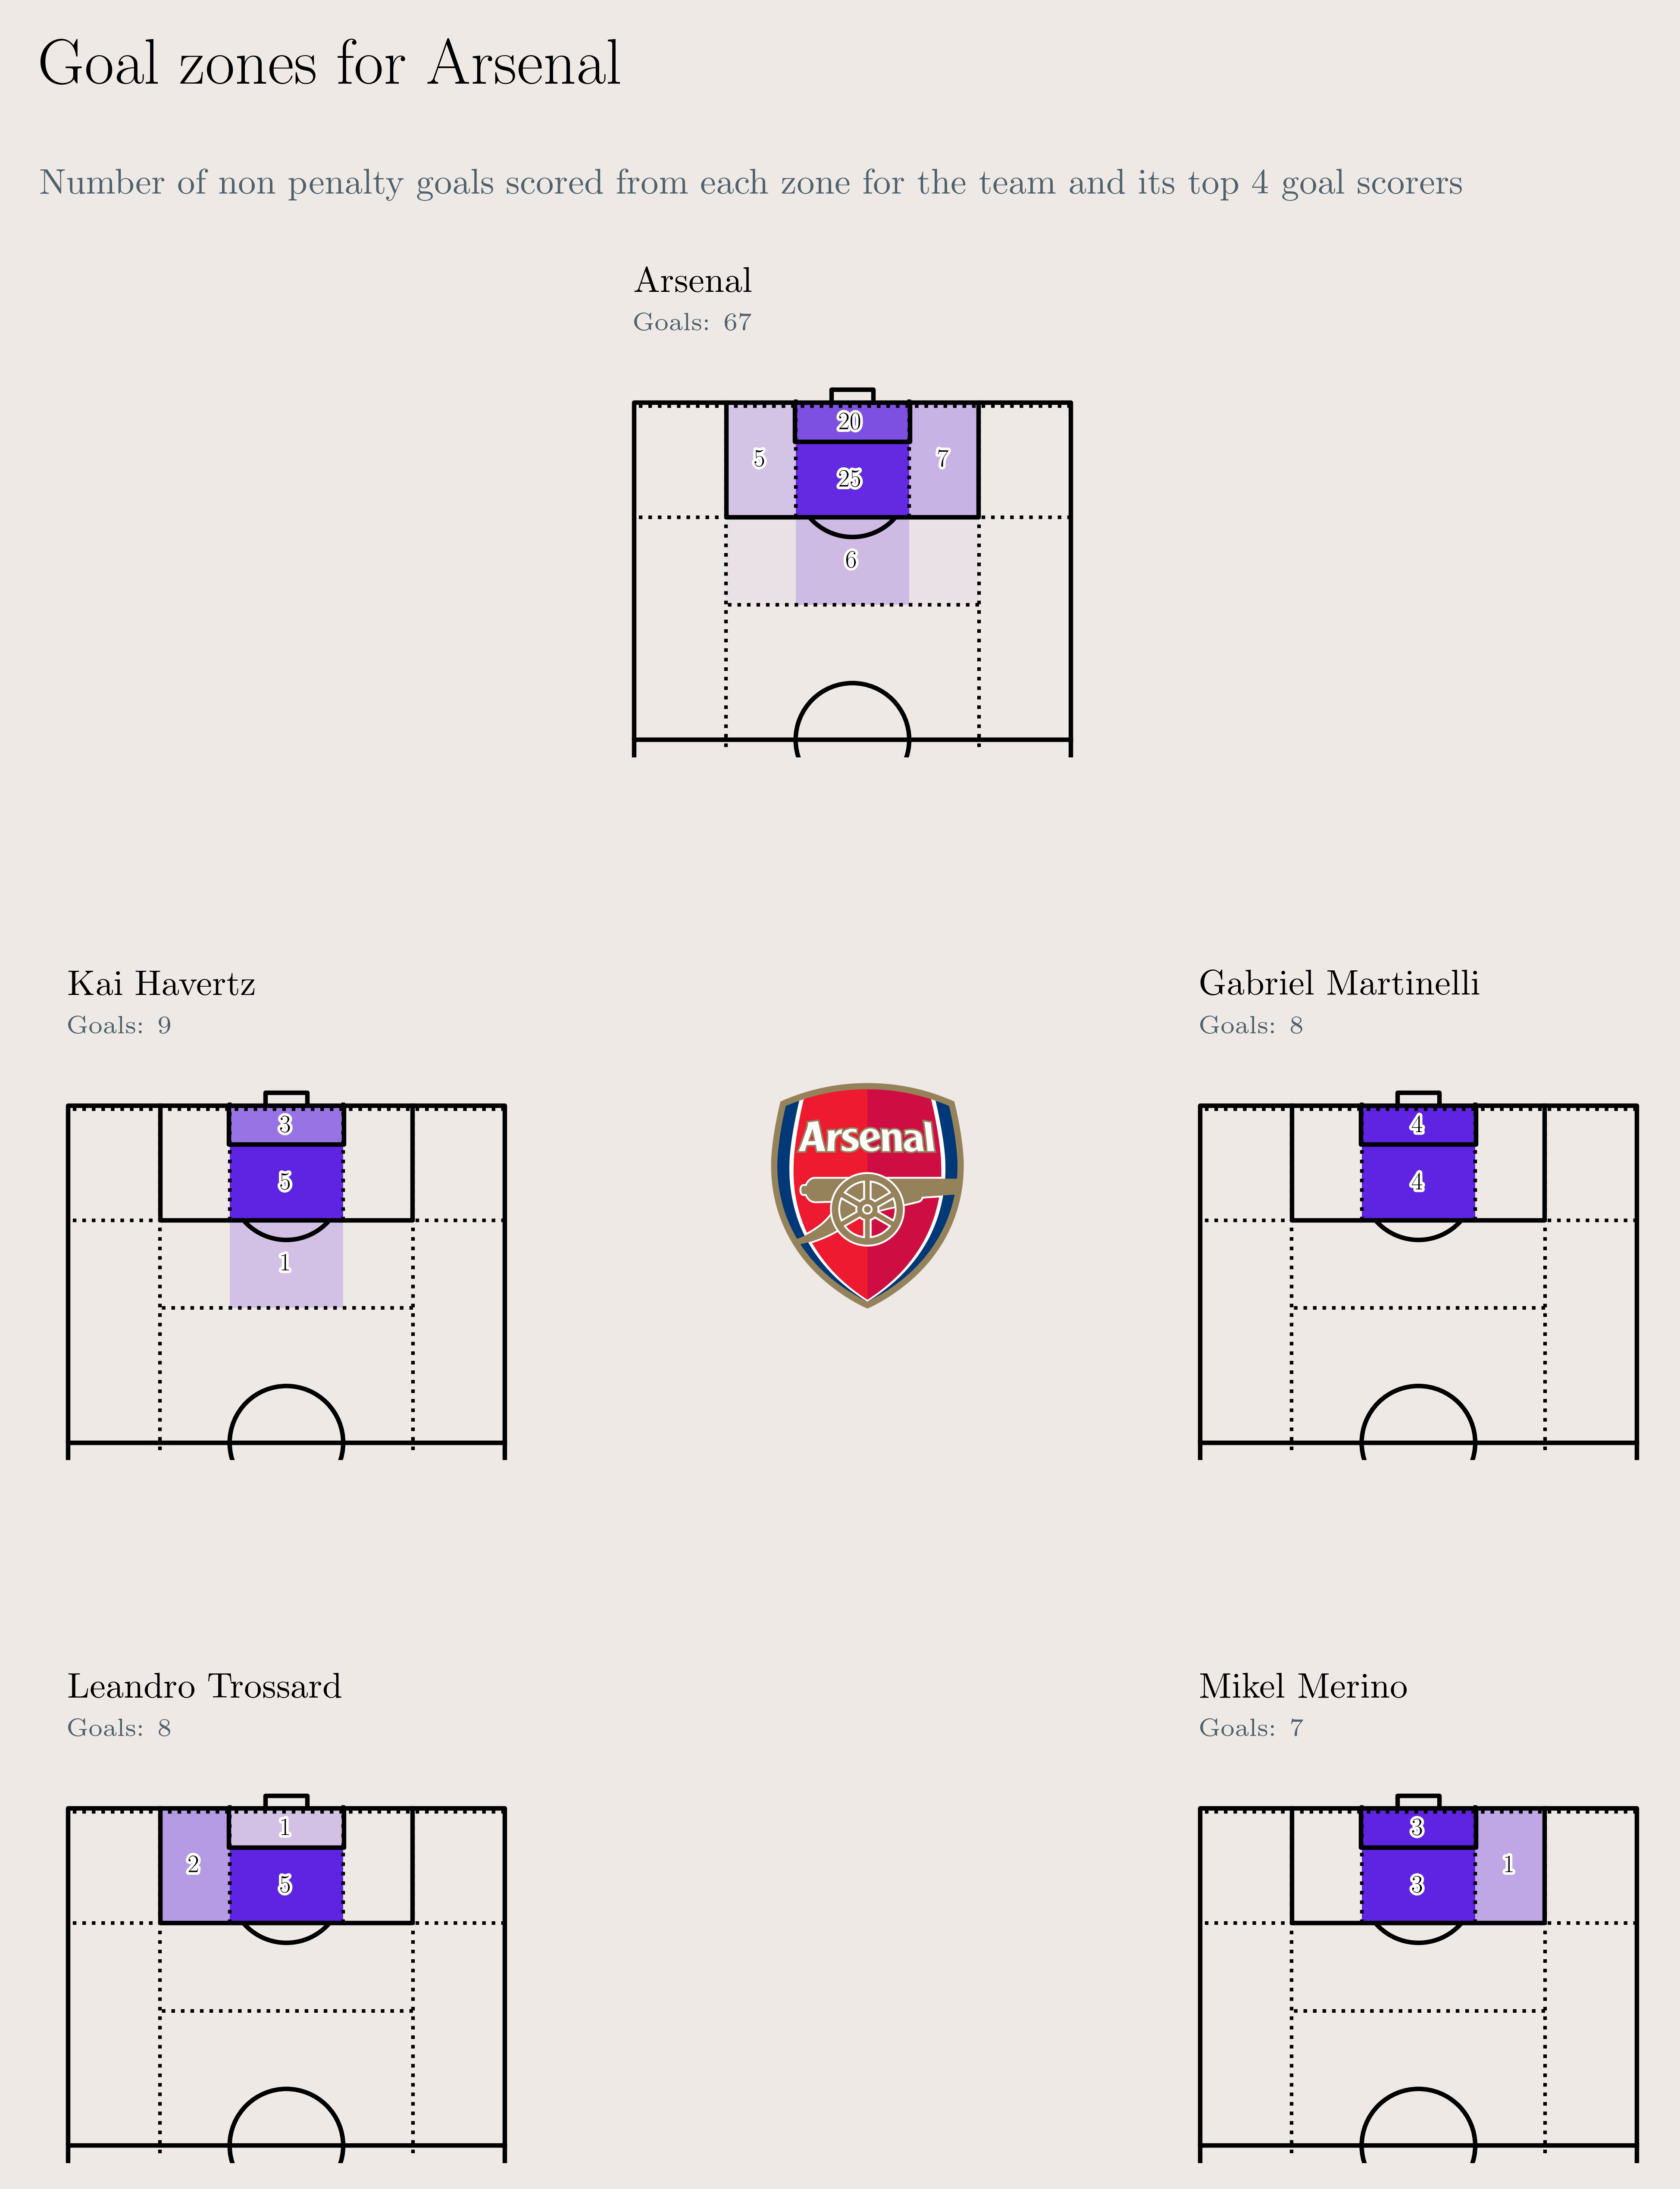 Goal zones for Arsenal
Number of non penalty goals scored from each zone for the team and its top 4 goal scorers
Arsenal
Goals: 67
20
5
7
25
6
Kai Havertz
Goals: 9
3
5
1
Arsenal
Gabriel Martinelli
Goals: 8
4
4
Leandro Trossard
Goals: 8
1
2
5
Mikel Merino
Goals: 7
3
1
3